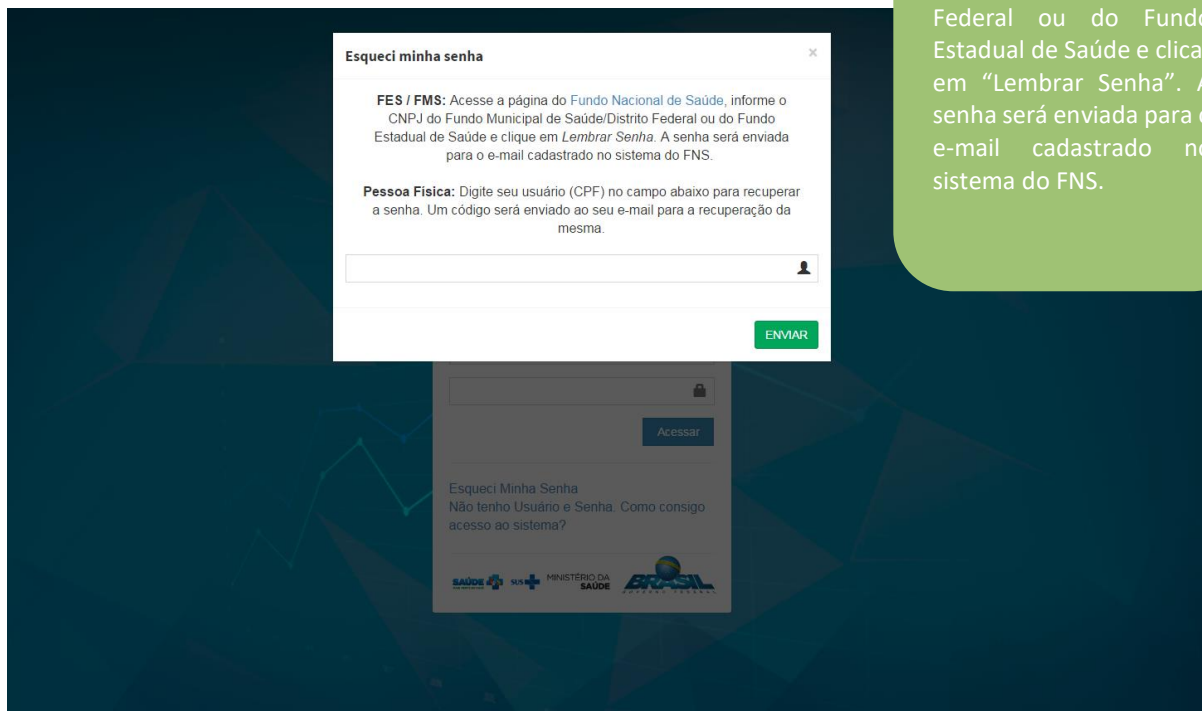 Federal ou do Fundo
Estadual de Saúde e clica
em “Lembrar Senha”. A
senha será enviada para
e-mail cadastrado no
sistema do FNS.
Esqueci minha senha ×
FES / FMS: Acesse a página do Fundo Nacional de Saúde, informe o
CNPJ do Fundo Municipal de Saúde/Distrito Federal ou do Fundo
Estadual de Saúde e clique em Lembrar Senha. A senha será enviada
para o e-mail cadastrado no sistema do FNS.
Pessoa Fisica: Digite seu usuário (CPF) no campo abaixo para recuperar
a senha. Um código será enviado ao seu e-mail para a recuperação da
mesma.
ENVIAR
Acessar
Esqueci Minha Senha
Não tenho Usuário e Senha. Como consigo
acesso ao sistema?
SAÚDE SUS MINISTÉRIO DA
SAÚDE
BRASIL
GOVERNO FEDERAL